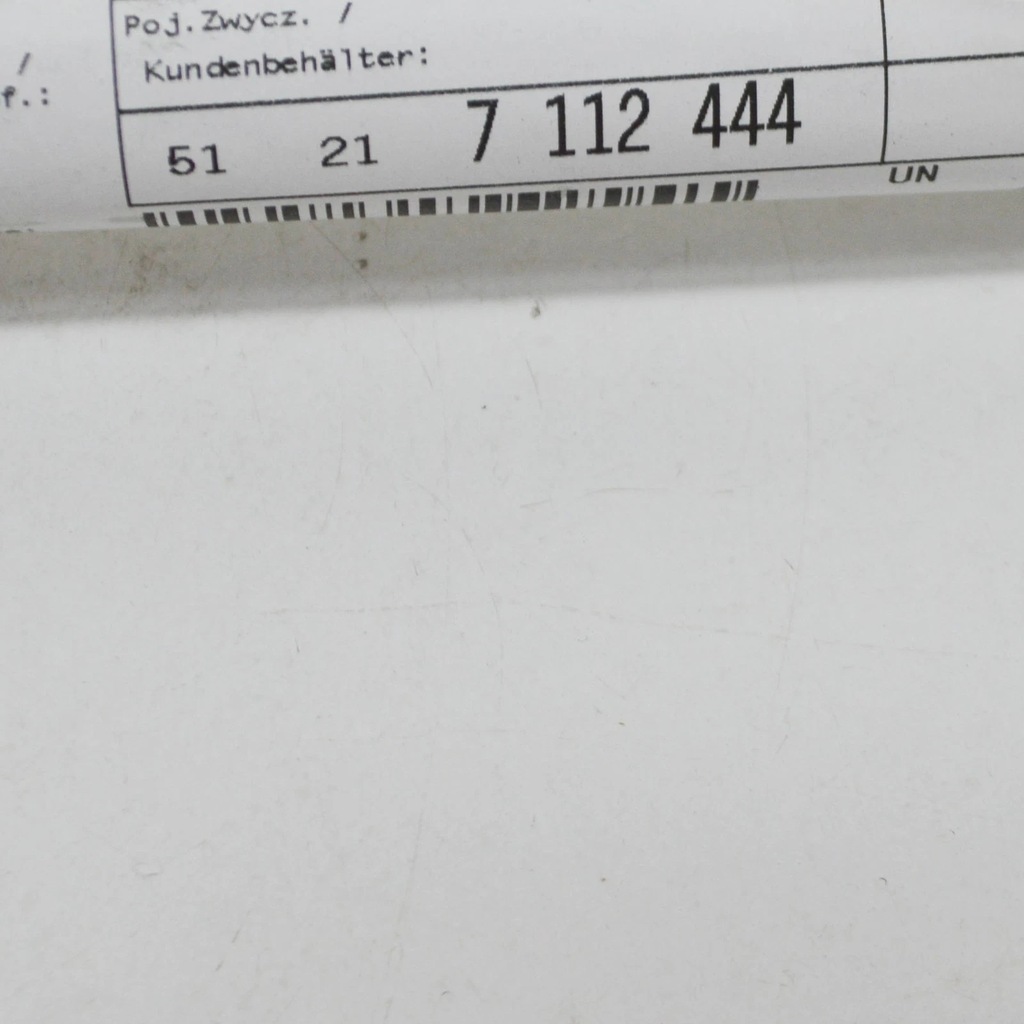 Poj.Zwycz. /
/
Kundenbehälter:
f.:
51 21 7 112 444
UN